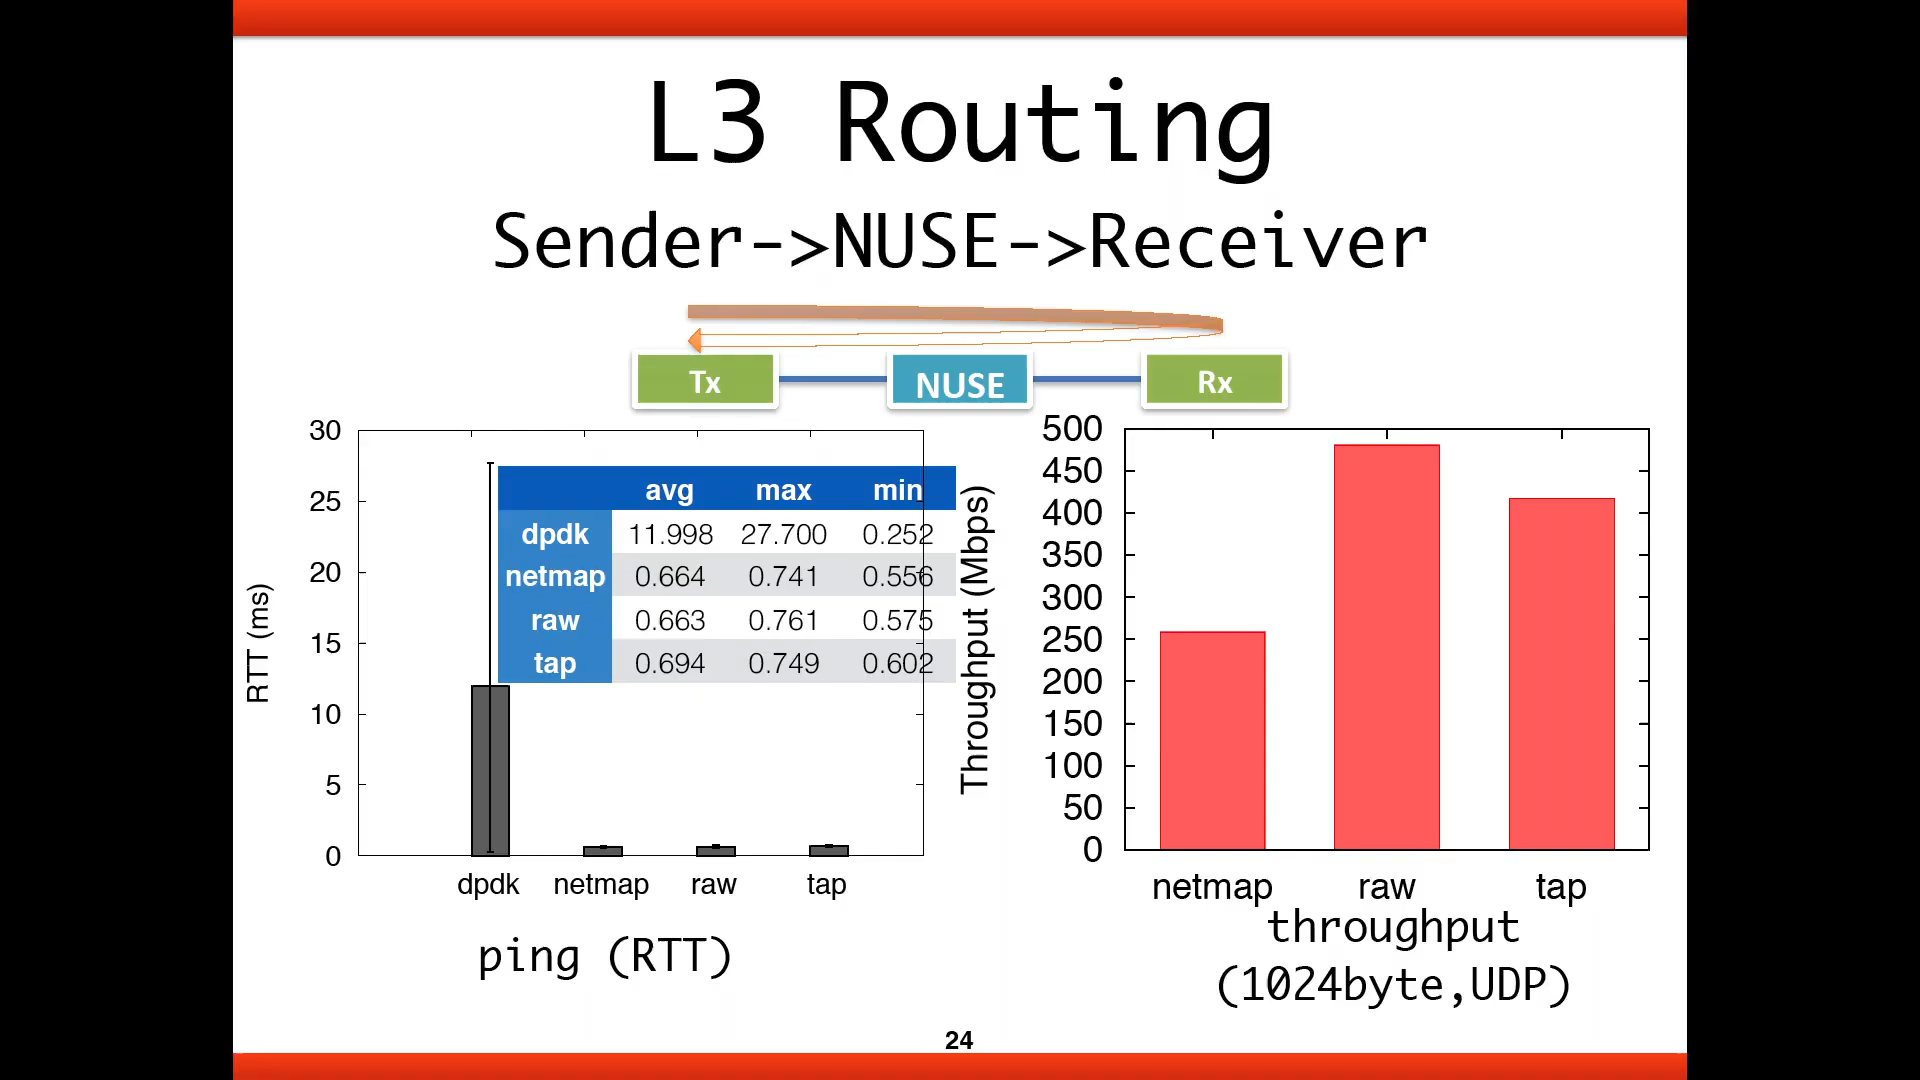 L3 Routing
Sender->NUSE->Receiver
Tx NUSE Rx
RTT (ms)
30
25
20
15
10
5
0
avg max min
dpdk 11.998 27.700 0.252
netmap 0.664 0.741 0.556
raw 0.663 0.761 0.575
tap 0.694 0.749 0.602
dpdk netmap raw tap
ping (RTT)
Throughput (Mbps)
500
450
400
350
300
250
200
150
100
50
0
netmap raw tap
throughput
(1024byte,UDP)
24